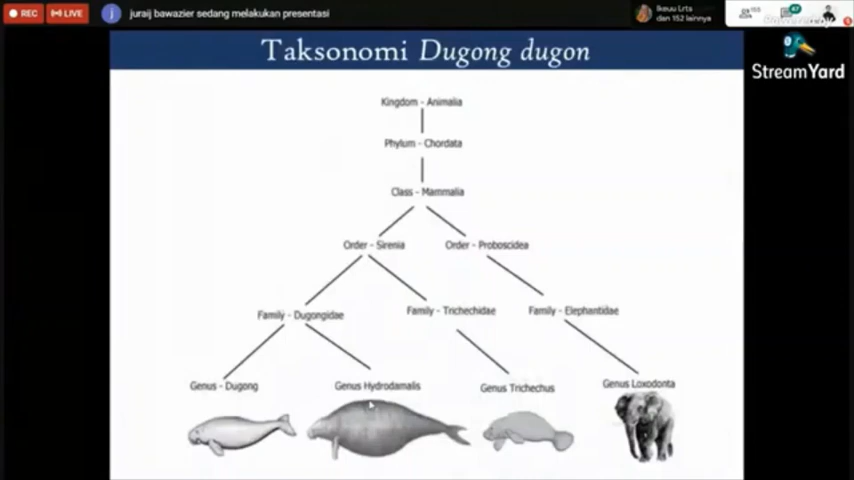 REC
LIVE
j
juraij bawazier sedang melakukan presentasi
Ikeuu Lrts
dan 152 lainnya
Taksonomi Dugong dugon
StreamYard
Kingdom - Animalia
Phylum - Chordata
Class - Mammalia
Order - Sirenia
Order - Proboscidea
Family - Dugongidae
Family - Trichechidae
Family - Elephantidae
Genus - Dugong
Genus Hydrodamalis
Genus Trichechus
Genus Loxodonta